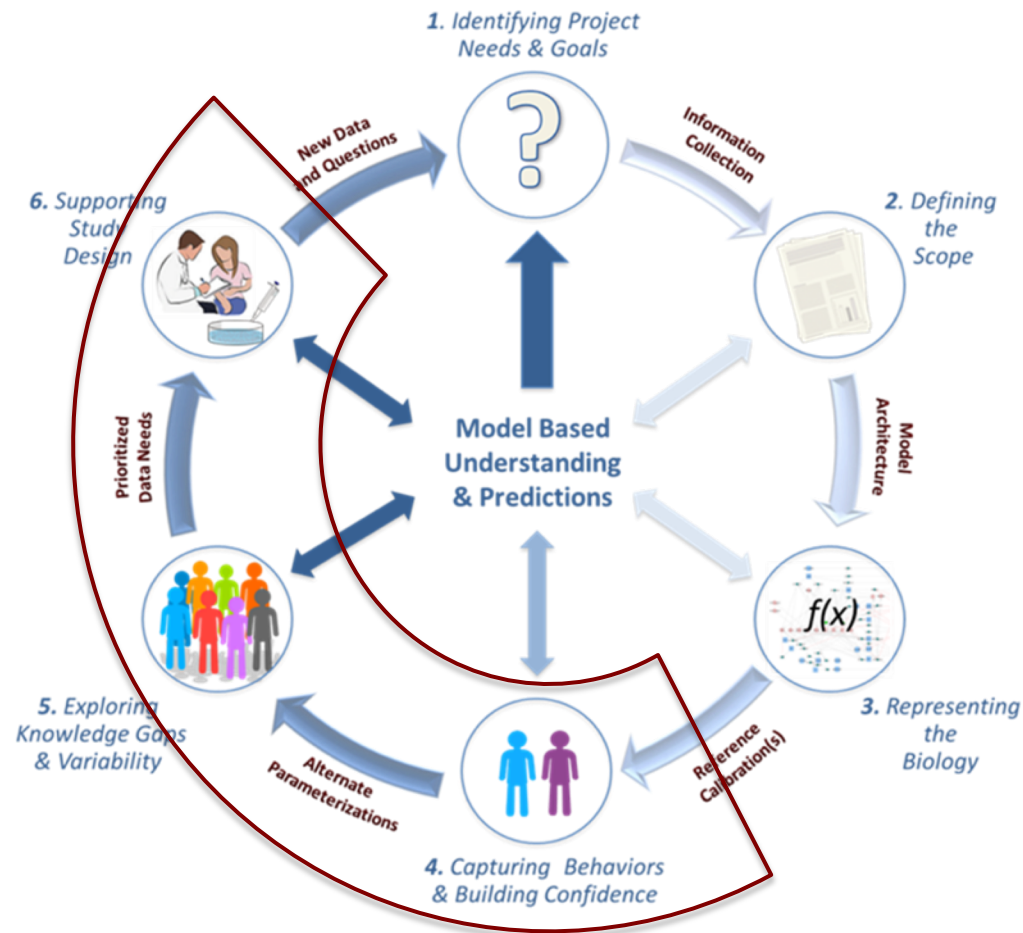 1. Identifying Project
Needs & Goals
Information
Collection
2. Defining
the
Scope
Model
Architecture
f(x)
3. Representing
the
Biology
Reference
Calibration(s)
4. Capturing Behaviors
& Building Confidence
Alternate
Parameterizations
5. Exploring
Knowledge Gaps
& Variability
Prioritized
Data Needs
6. Supporting
Study
Design
New Data
and Questions
Model Based
Understanding
& Predictions